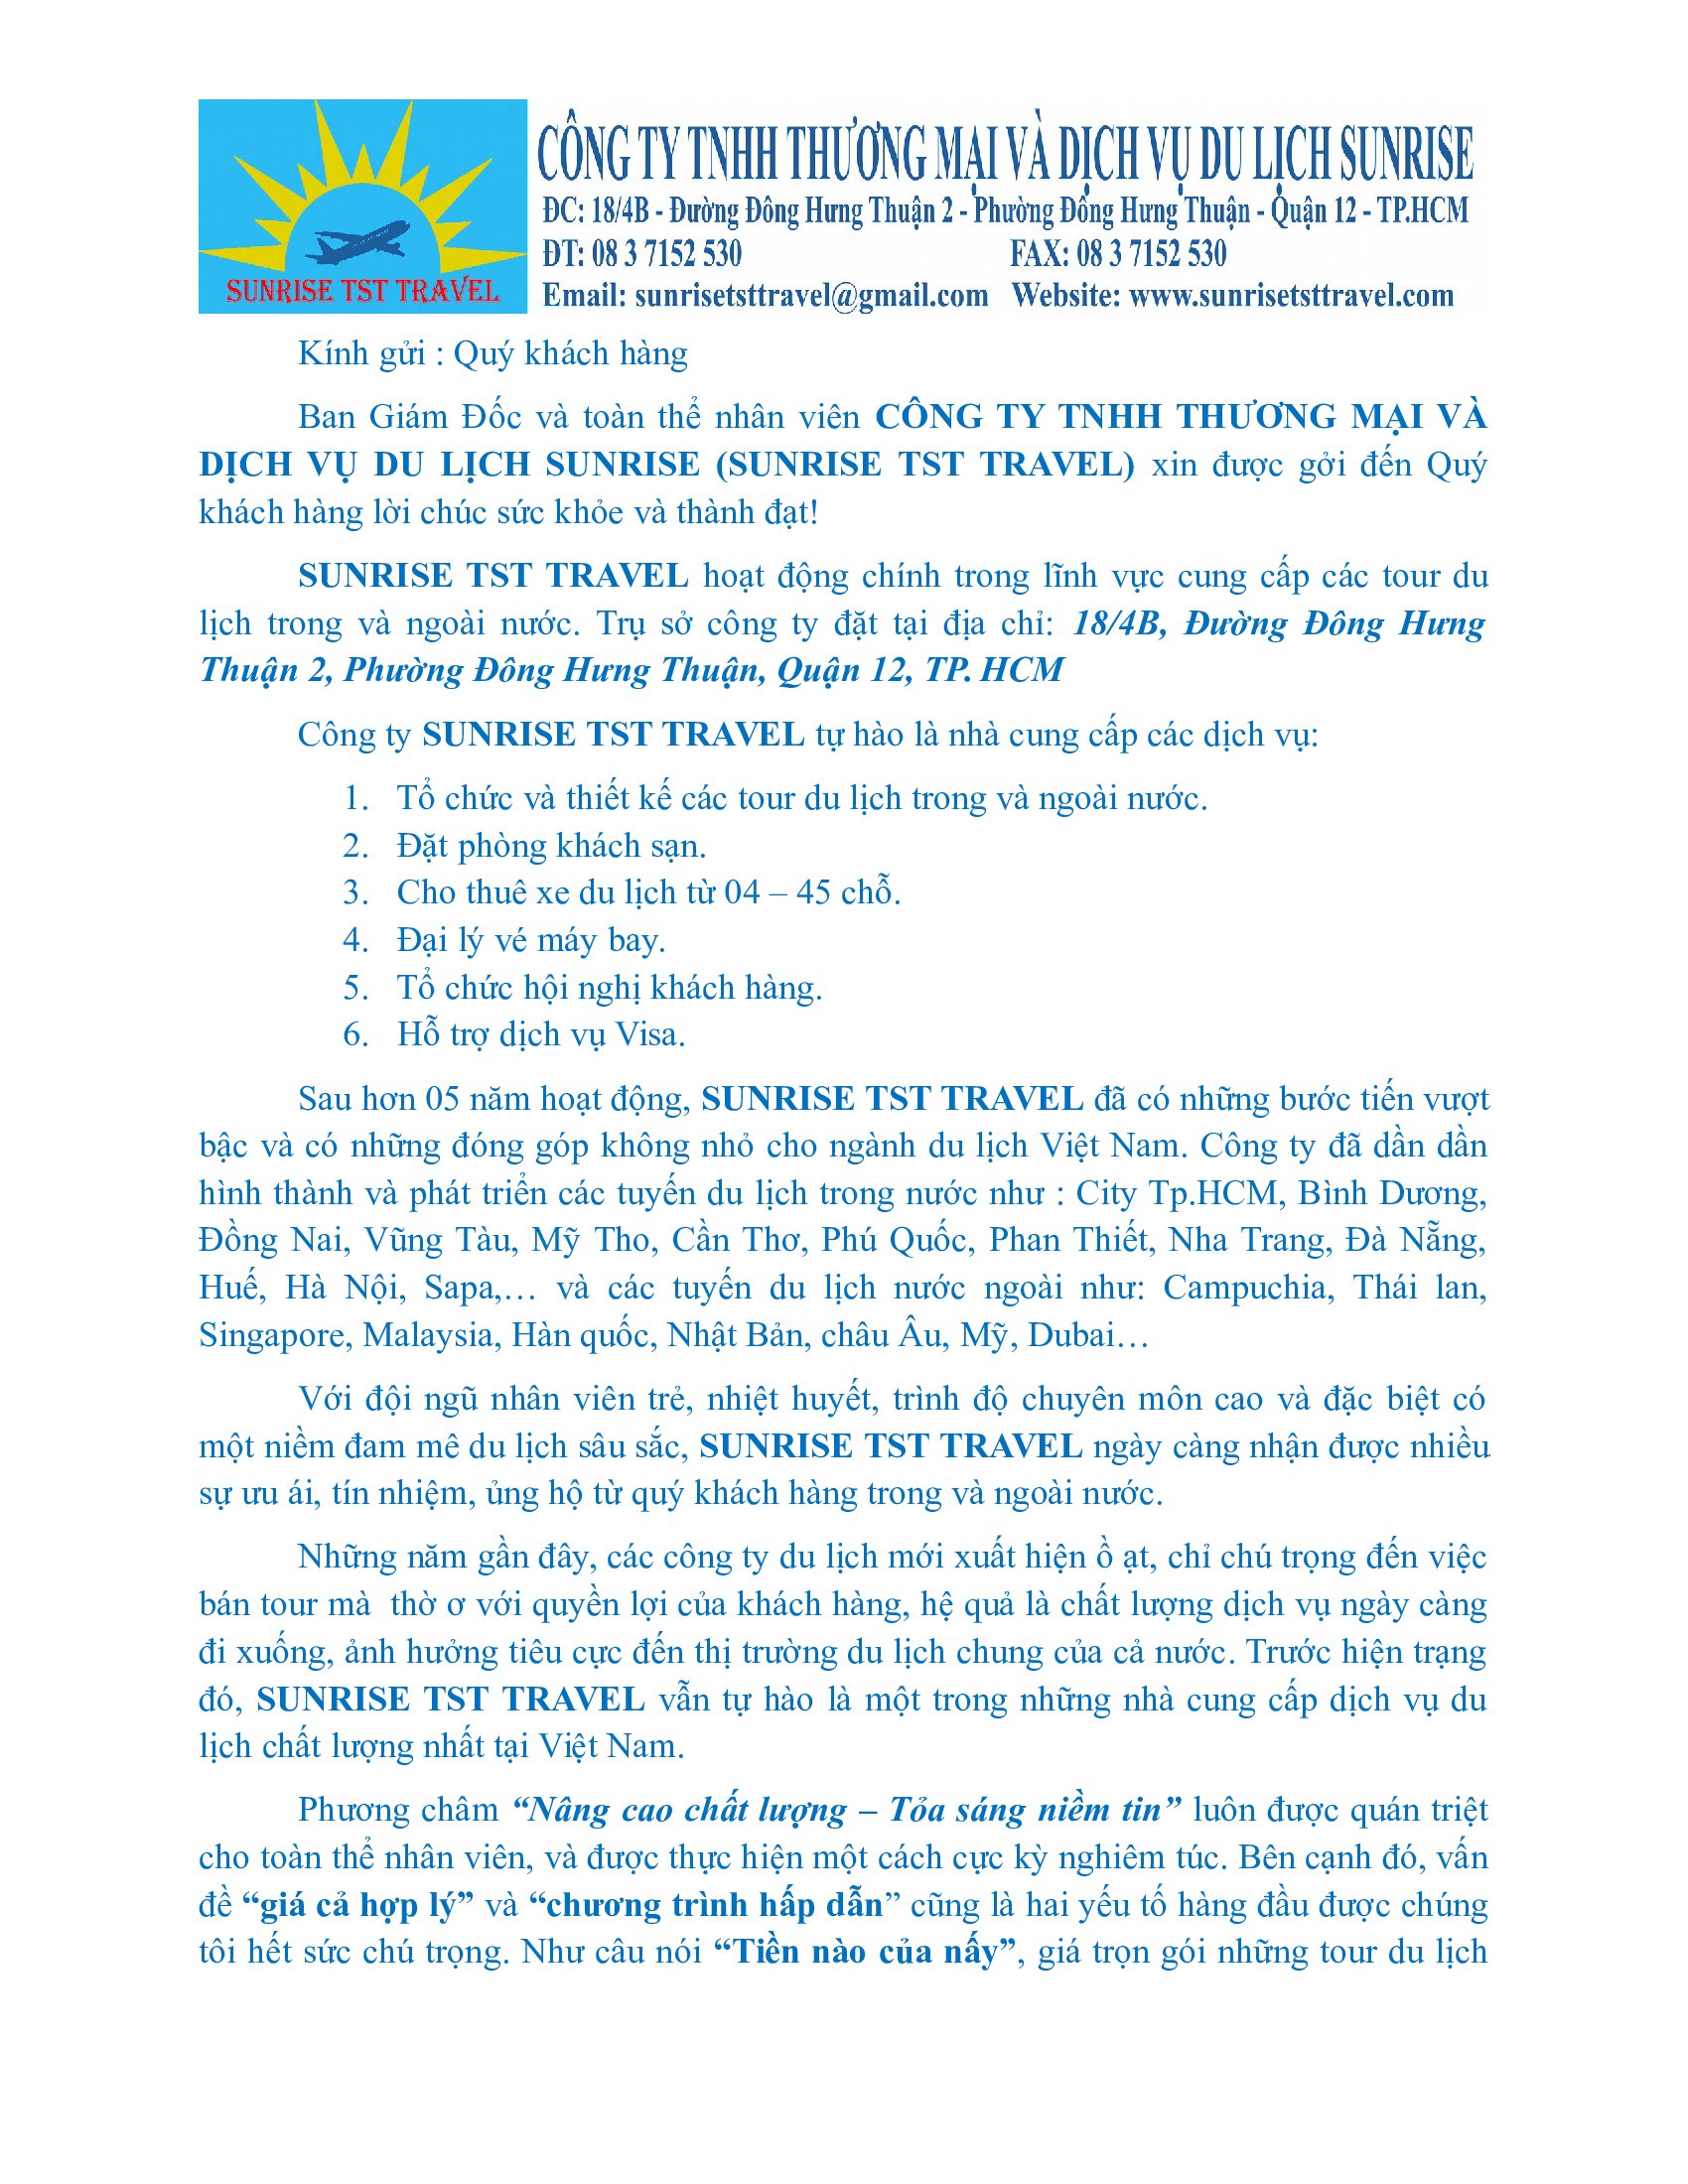 SUNRISE TST TRAVEL
CÔNG TY TNHH THƯƠNG MẠI VÀ DỊCH VỤ DU LỊCH SUNRISE
ĐC: 18/4B - Đường Đông Hưng Thuận 2 - Phường Đông Hưng Thuận - Quận 12 - TP.HCM
ĐT: 08 3 7152 530 FAX: 08 3 7152 530
Email: sunrisetsttravel@gmail.com Website: www.sunrisetsttravel.com
Kính gửi : Quý khách hàng
Ban Giám Đốc và toàn thể nhân viên CÔNG TY TNHH THƯƠNG MẠI VÀ
DỊCH VỤ DU LỊCH SUNRISE (SUNRISE TST TRAVEL) xin được gởi đến Quý
khách hàng lời chúc sức khỏe và thành đạt!
SUNRISE TST TRAVEL hoạt động chính trong lĩnh vực cung cấp các tour du
lịch trong và ngoài nước. Trụ sở công ty đặt tại địa chỉ: 18/4B, Đường Đông Hưng
Thuận 2, Phường Đông Hưng Thuận, Quận 12, TP. HCM
Công ty SUNRISE TST TRAVEL tự hào là nhà cung cấp các dịch vụ:
1. Tổ chức và thiết kế các tour du lịch trong và ngoài nước.
2. Đặt phòng khách sạn.
3. Cho thuê xe du lịch từ 04 – 45 chỗ.
4. Đại lý vé máy bay.
5. Tổ chức hội nghị khách hàng.
6. Hỗ trợ dịch vụ Visa.
Sau hơn 05 năm hoạt động, SUNRISE TST TRAVEL đã có những bước tiến vượt
bậc và có những đóng góp không nhỏ cho ngành du lịch Việt Nam. Công ty đã dần dần
hình thành và phát triển các tuyến du lịch trong nước như : City Tp.HCM, Bình Dương,
Đồng Nai, Vũng Tàu, Mỹ Tho, Cần Thơ, Phú Quốc, Phan Thiết, Nha Trang, Đà Nẵng,
Huế, Hà Nội, Sapa,… và các tuyến du lịch nước ngoài như: Campuchia, Thái lan,
Singapore, Malaysia, Hàn quốc, Nhật Bản, châu Âu, Mỹ, Dubai…
Với đội ngũ nhân viên trẻ, nhiệt huyết, trình độ chuyên môn cao và đặc biệt có
một niềm đam mê du lịch sâu sắc, SUNRISE TST TRAVEL ngày càng nhận được nhiều
sự ưu ái, tín nhiệm, ủng hộ từ quý khách hàng trong và ngoài nước.
Những năm gần đây, các công ty du lịch mới xuất hiện ồ ạt, chỉ chú trọng đến việc
bán tour mà thờ ơ với quyền lợi của khách hàng, hệ quả là chất lượng dịch vụ ngày càng
đi xuống, ảnh hưởng tiêu cực đến thị trường du lịch chung của cả nước. Trước hiện trạng
đó, SUNRISE TST TRAVEL vẫn tự hào là một trong những nhà cung cấp dịch vụ du
lịch chất lượng nhất tại Việt Nam.
Phương châm “Nâng cao chất lượng – Tỏa sáng niềm tin” luôn được quán triệt
cho toàn thể nhân viên, và được thực hiện một cách cực kỳ nghiêm túc. Bên cạnh đó, vấn
đề “giá cả hợp lý” và “chương trình hấp dẫn” cũng là hai yếu tố hàng đầu được chúng
tôi hết sức chú trọng. Như câu nói “Tiền nào của nấy”, giá trọn gói những tour du lịch